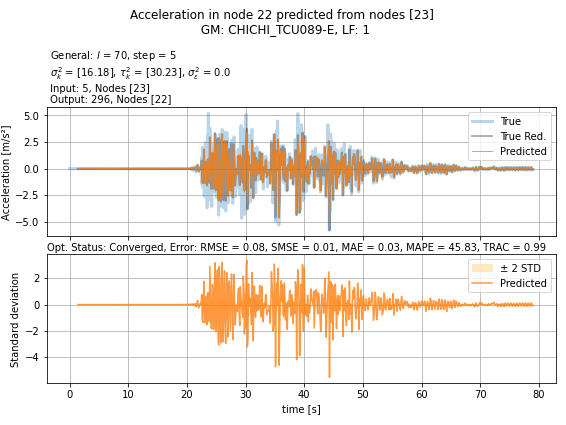 Acceleration in node 22 predicted from nodes [23]
GM: CHICHI_TCU089-E, LF: 1
General: l = 70, step = 5
σ²ₖ = [16.18], τ²ₖ = [30.23], σ²ε = 0.0
Input: 5, Nodes [23]
Output: 296, Nodes [22]
Acceleration [m/s²]
5.0
2.5
0.0
−2.5
−5.0
True
True Red.
Predicted
Opt. Status: Converged, Error: RMSE = 0.08, SMSE = 0.01, MAE = 0.03, MAPE = 45.83, TRAC = 0.99
Standard deviation
2
0
−2
−4
± 2 STD
Predicted
0 10 20 30 40 50 60 70 80
time [s]